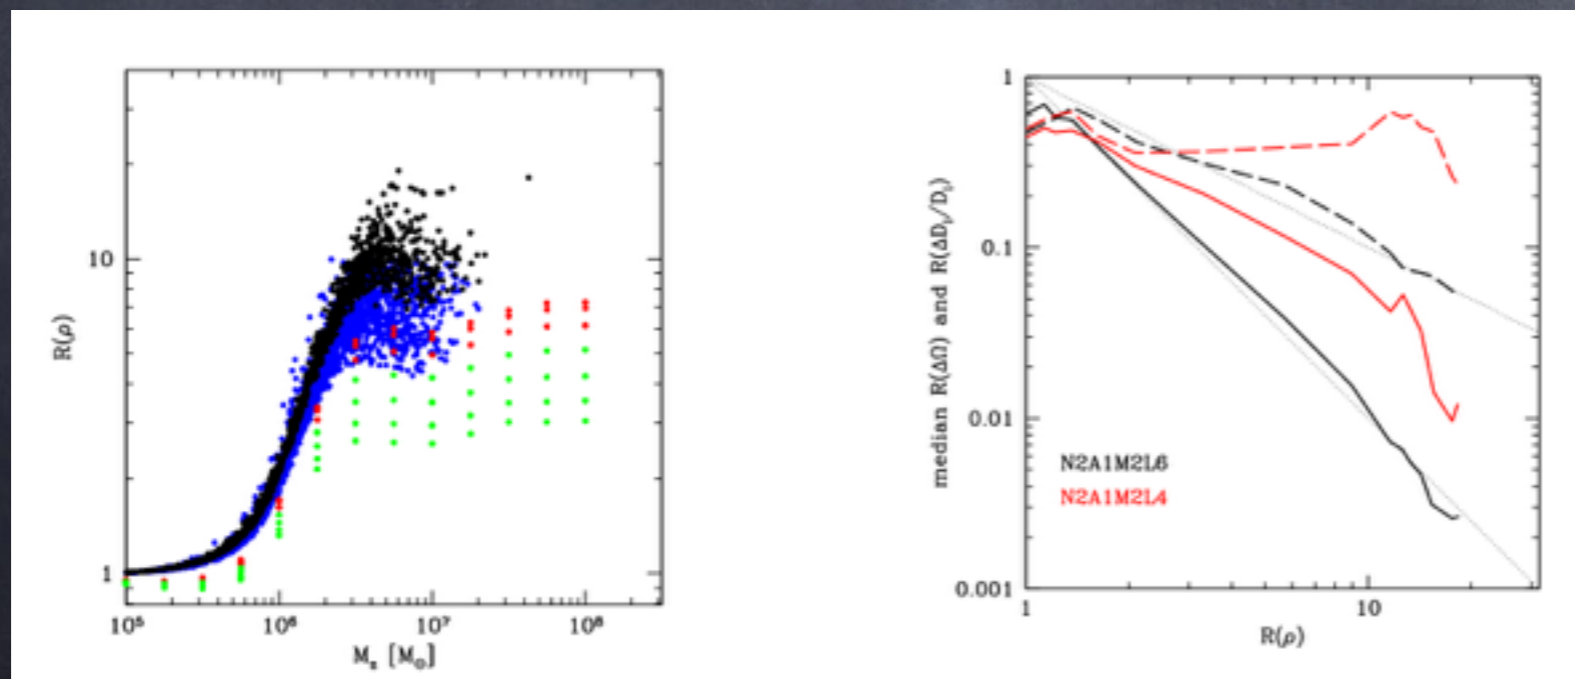 10
1
R(ρ)
10⁵ 10⁶ 10⁷ 10⁸
M_z [M_⊙]
1
0.1
0.01
0.001
median R(ΔΩ) and R(ΔD_l/D_l)
N2A1M2L6
N2A1M2L4
1 10
R(ρ)